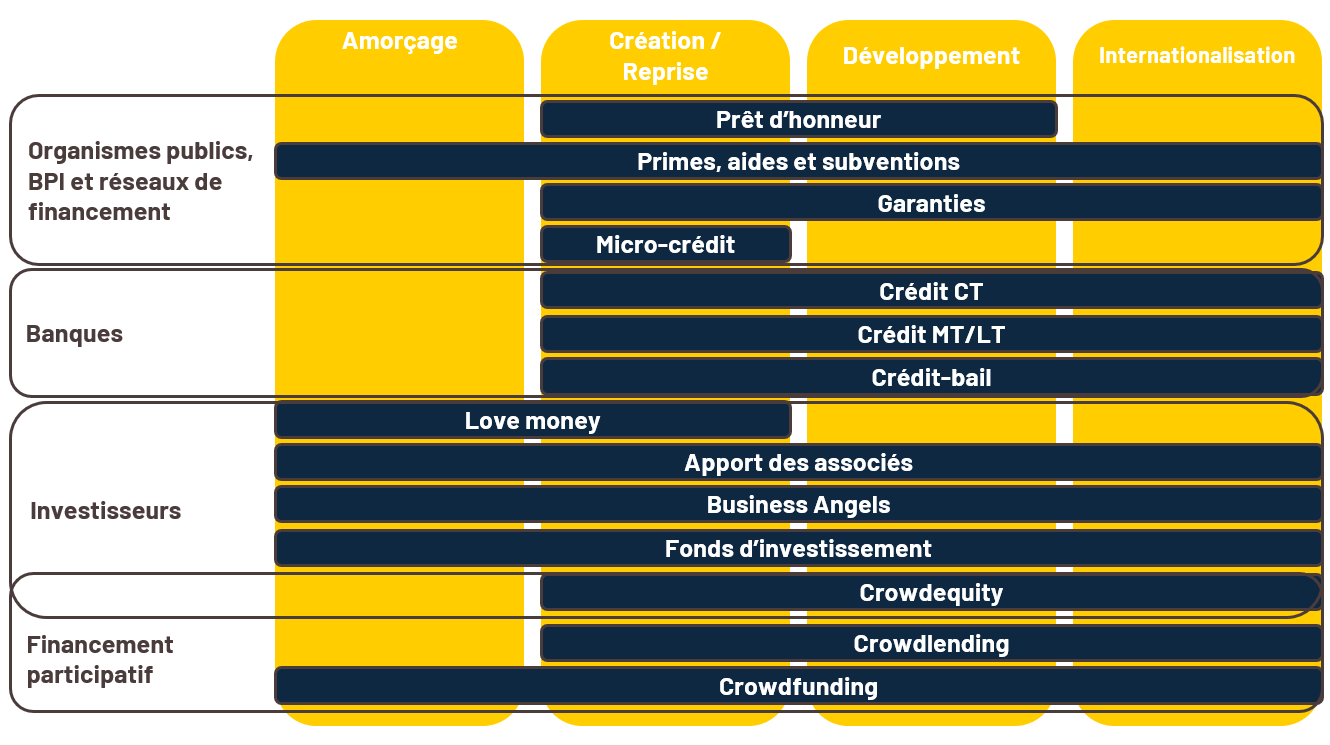 Amorçage
Création /
Reprise
Développement
Internationalisation
Organismes publics,
BPI et réseaux de
financement
Prêt d’honneur
Primes, aides et subventions
Garanties
Micro-crédit
Banques
Crédit CT
Crédit MT/LT
Crédit-bail
Investisseurs
Love money
Apport des associés
Business Angels
Fonds d’investissement
Crowdequity
Financement
participatif
Crowdlending
Crowdfunding